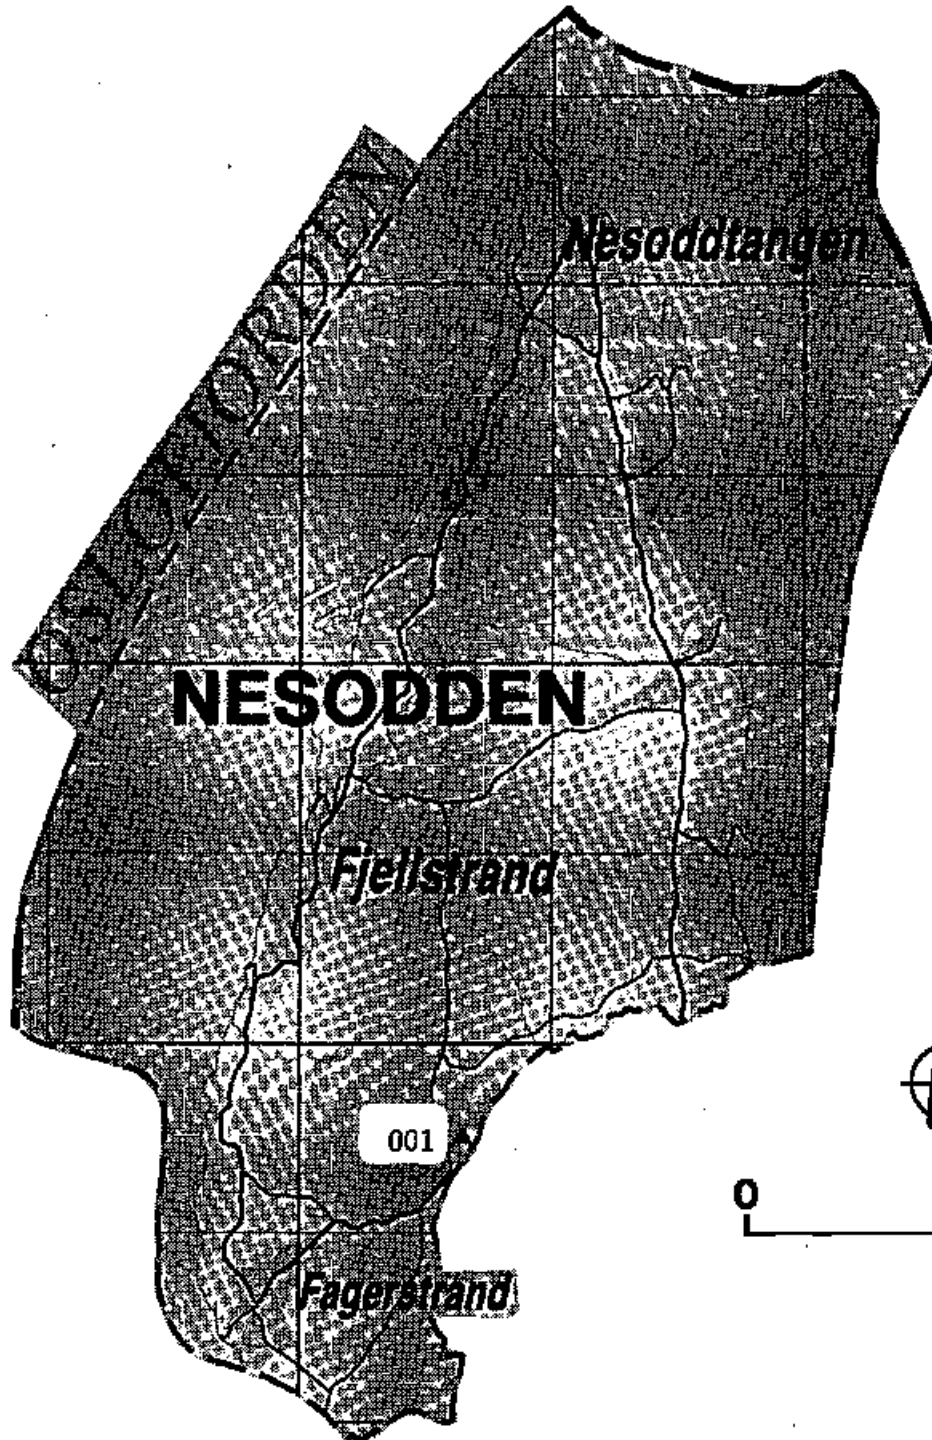 Nesoddtangen
OSLOFJORDEN
NESODDEN
Fjellstrand
001
0
Fagerstrand